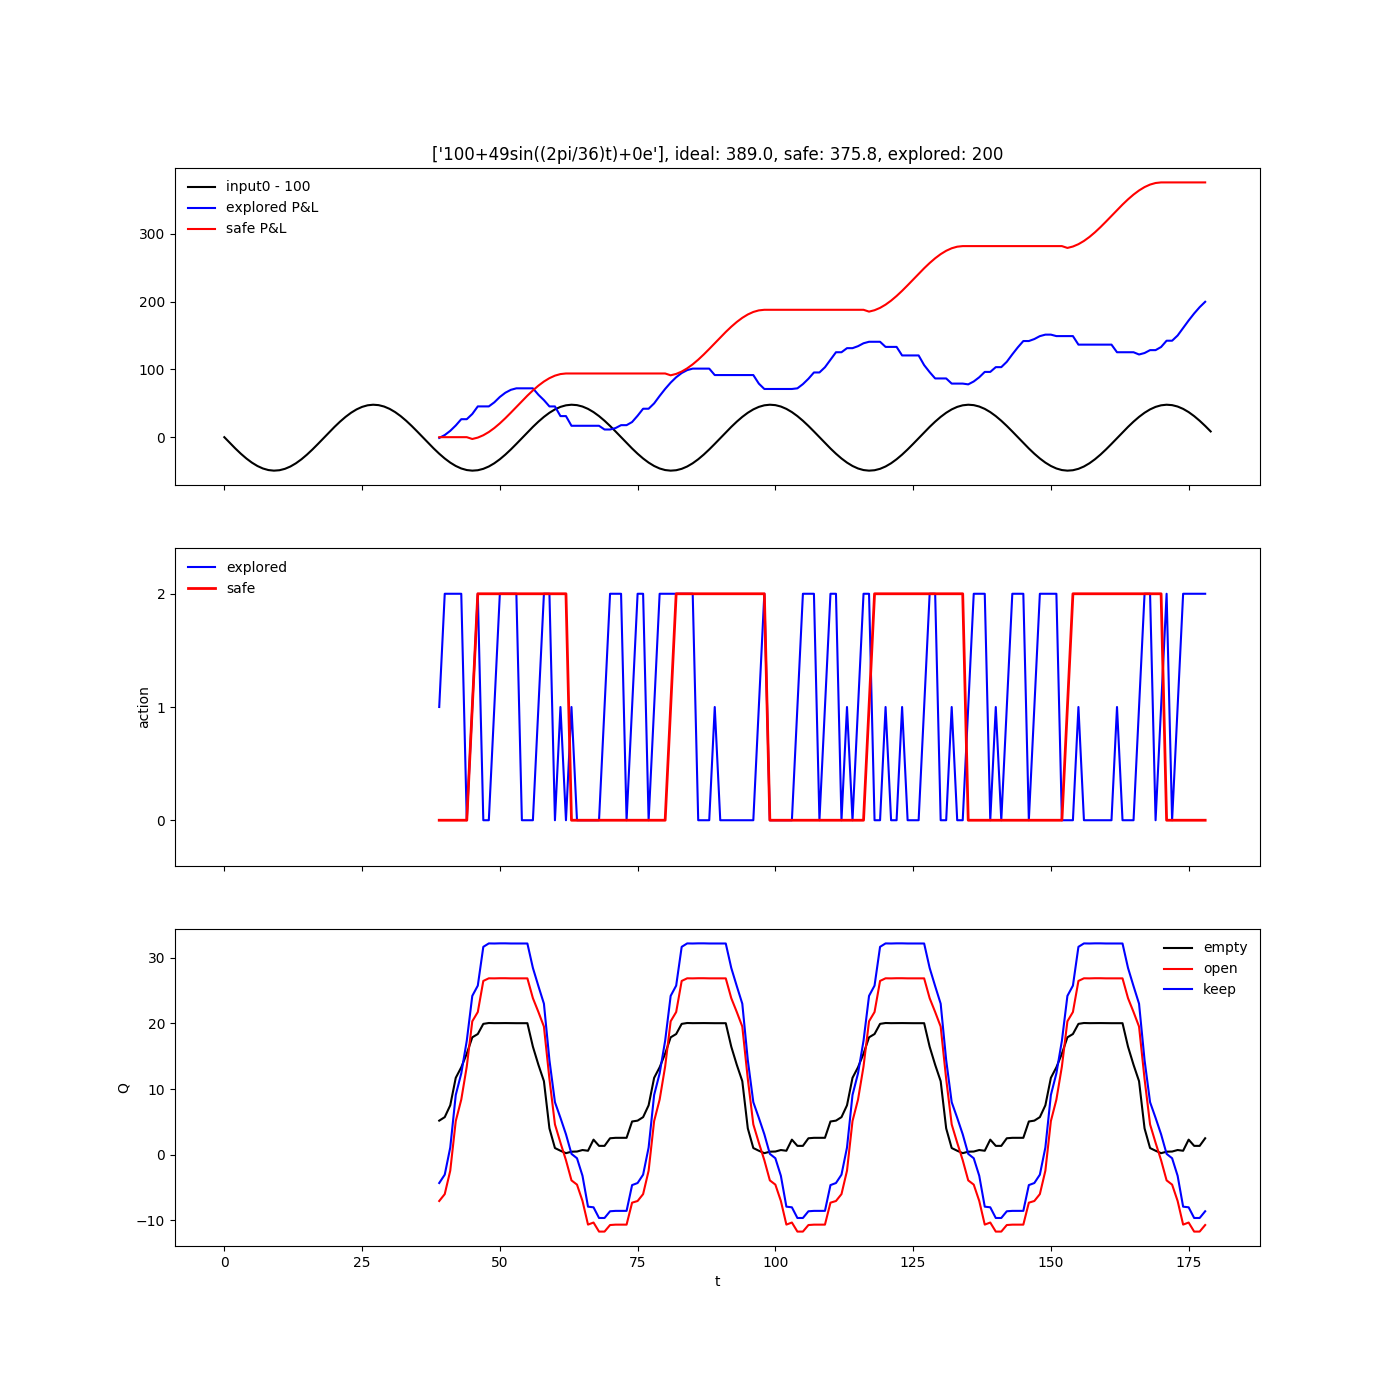 ['100+49sin((2pi/36)t)+0e'], ideal: 389.0, safe: 375.8, explored: 200
input0 - 100
explored P&L
safe P&L
300
200
100
0
explored
safe
2
1
0
action
empty
open
keep
30
20
10
0
−10
Q
0 25 50 75 100 125 150 175
t